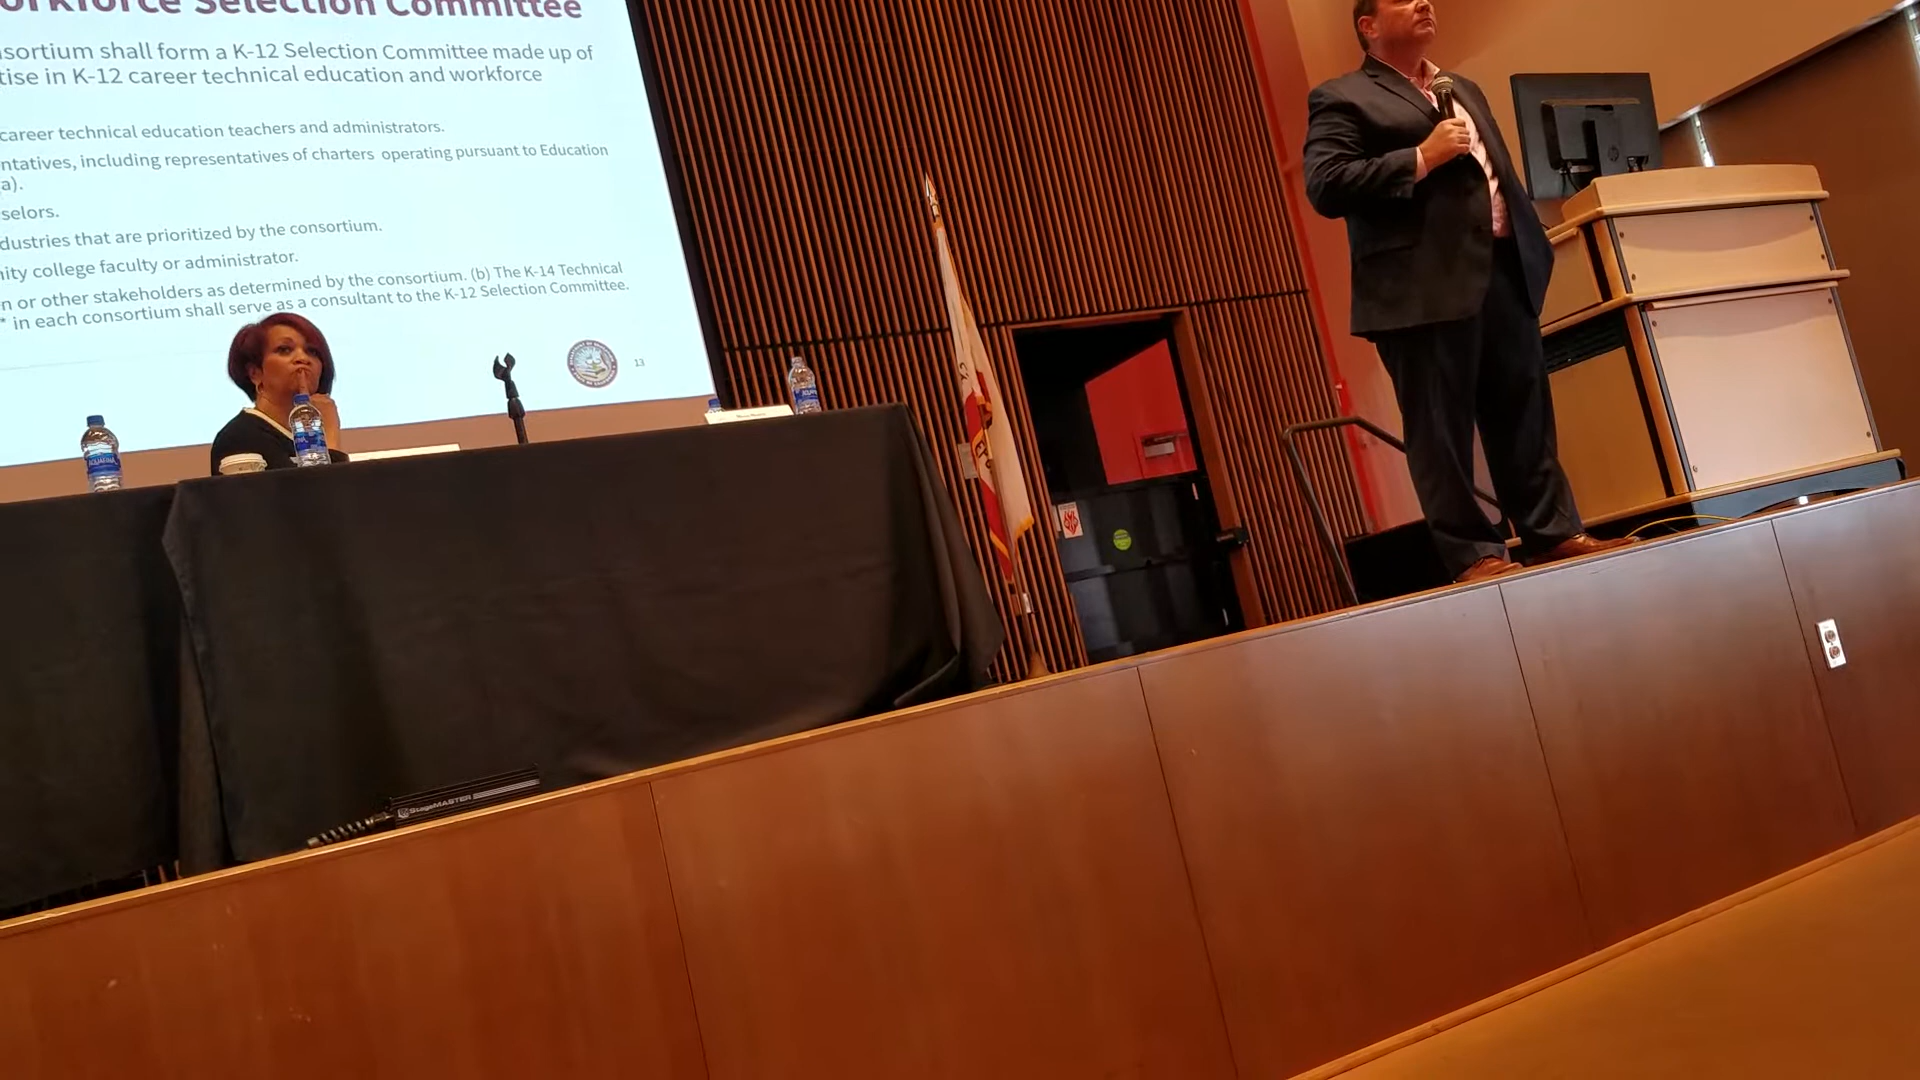 orkforce Selection Committee
nsortium shall form a K-12 Selection Committee made up of
tise in K-12 career technical education and workforce
career technical education teachers and administrators.
ntatives, including representatives of charters operating pursuant to Education
a).
selors.
dustries that are prioritized by the consortium.
nity college faculty or administrator.
n or other stakeholders as determined by the consortium. (b) The K-14 Technical
* in each consortium shall serve as a consultant to the K-12 Selection Committee.
13
AQUAFINA
StageMASTER